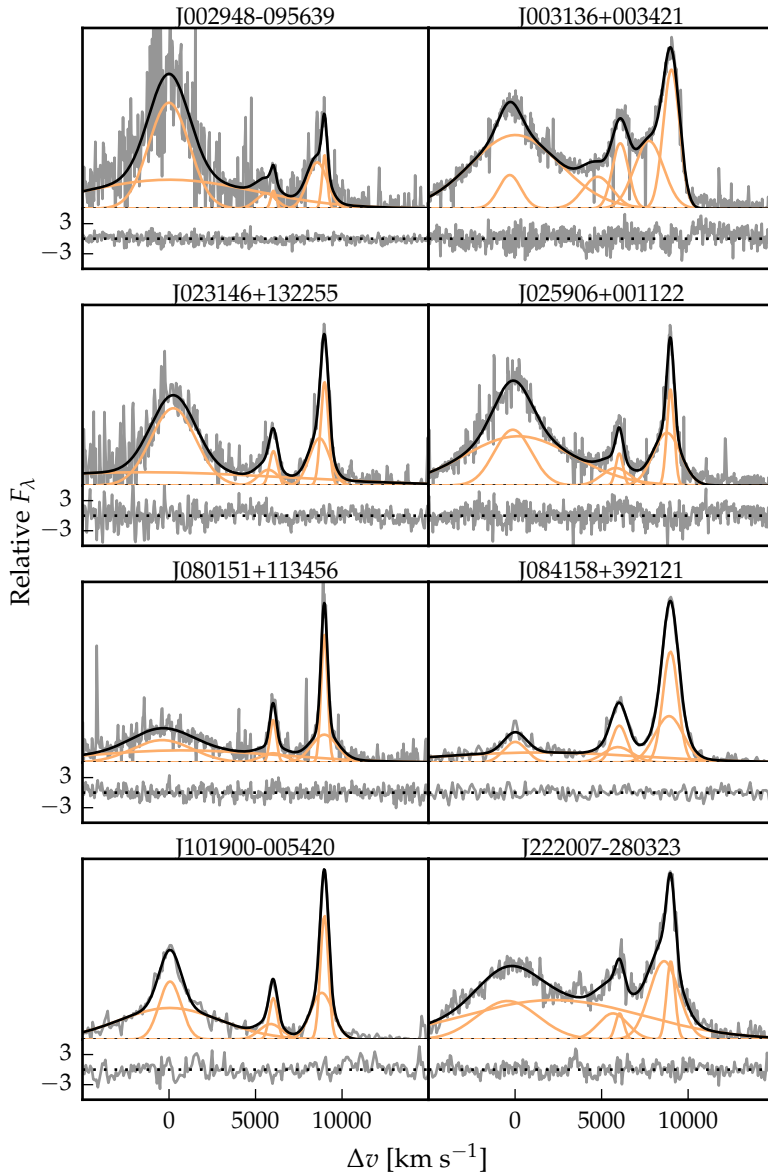 J002948-095639 J003136+003421
3
−3
J023146+132255 J025906+001122
3
−3
J080151+113456 J084158+392121
3
−3
J101900-005420 J222007-280323
3
−3
0 5000 10000 0 5000 10000
Δv [km s⁻¹]
Relative Fλ